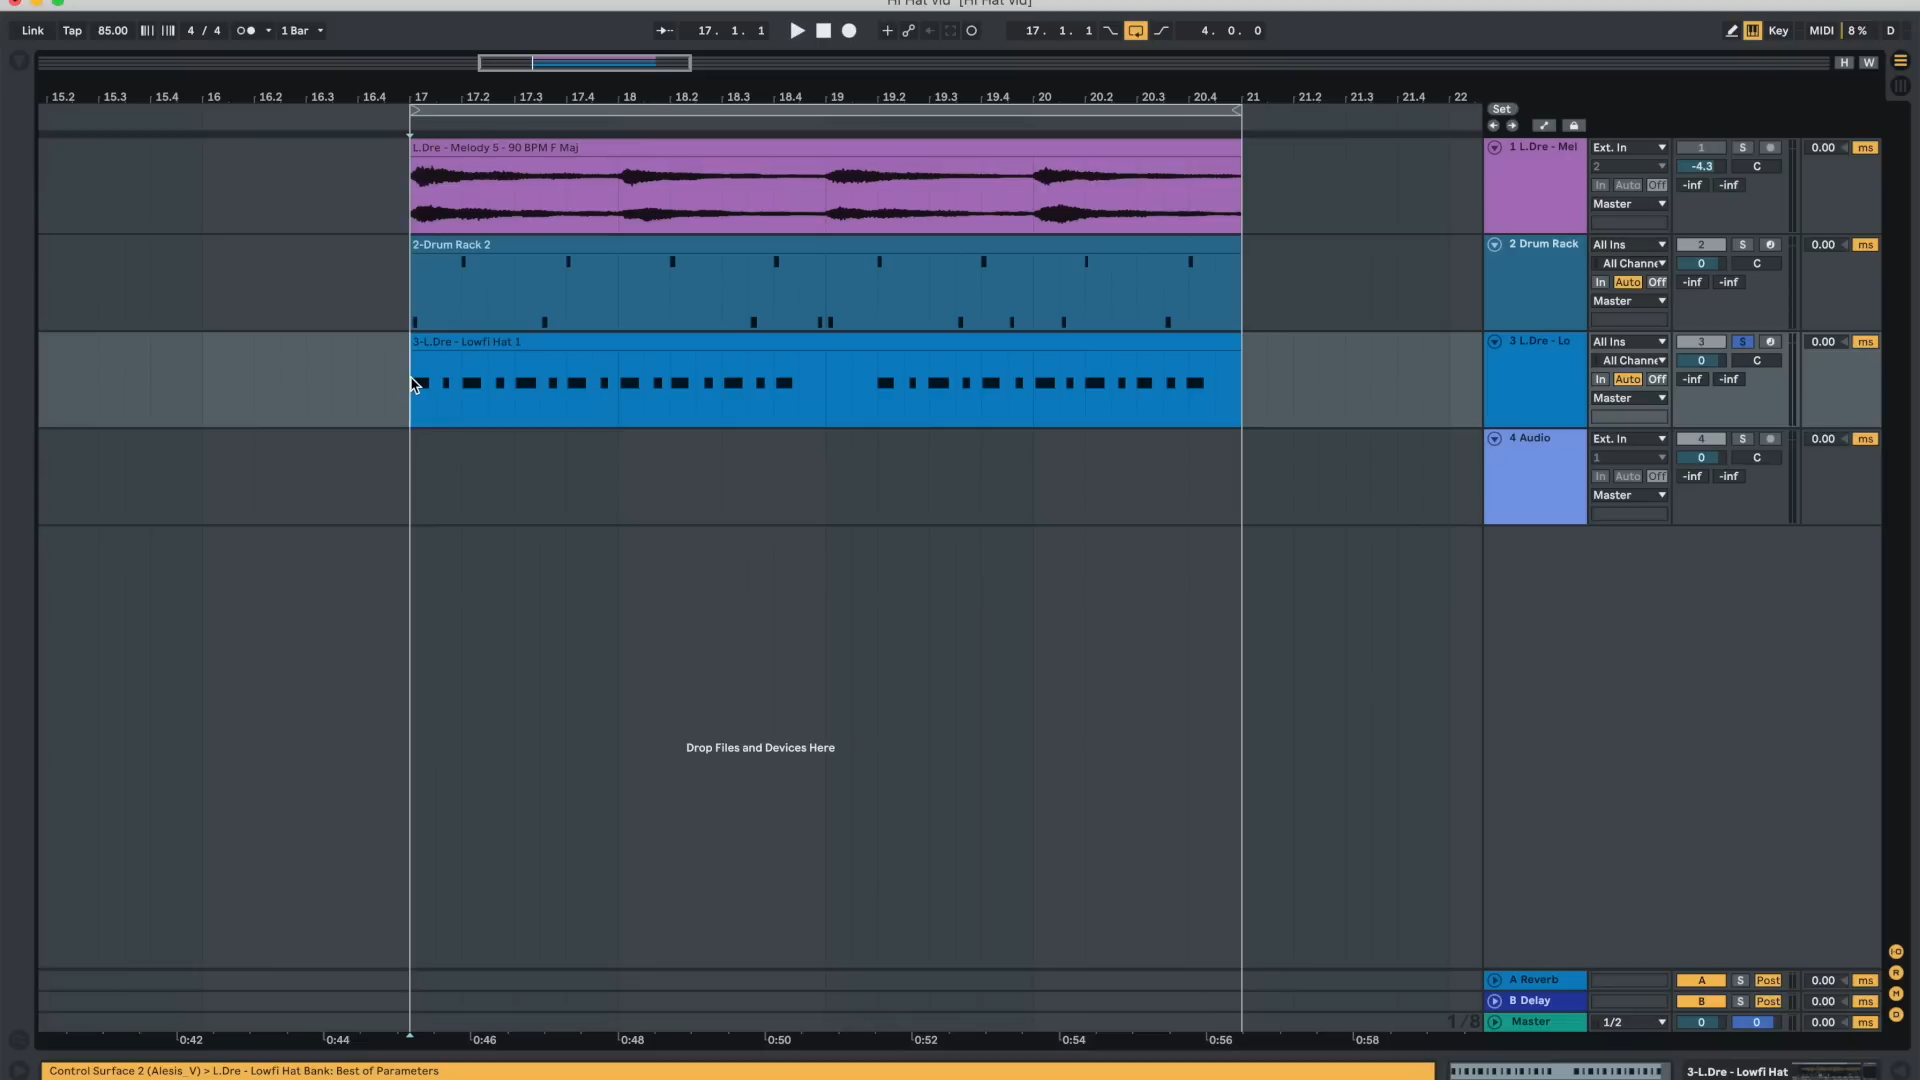 Hi Hat vid [Hi Hat vid]
Link Tap 85.00 4 / 4 1 Bar 17. 1. 1 17. 1. 1 4. 0. 0 Key MIDI 8 % D
H W
15.2 15.3 15.4 16 16.2 16.3 16.4 17 17.2 17.3 17.4 18 18.2 18.3 18.4 19 19.2 19.3 19.4 20 20.2 20.3 20.4 21 21.2 21.3 21.4 22
Set
L.Dre - Melody 5 - 90 BPM F Maj 1 L.Dre - Mel Ext. In 1 S 0.00 ms
2 -4.3 C
In Auto Off -inf -inf
Master
2-Drum Rack 2 2 Drum Rack All Ins 2 S 0.00 ms
All Channe 0 C
In Auto Off -inf -inf
Master
3-L.Dre - Lowfi Hat 1 3 L.Dre - Lo All Ins 3 S 0.00 ms
All Channe 0 C
In Auto Off -inf -inf
Master
4 Audio Ext. In 4 S 0.00 ms
1 0 C
In Auto Off -inf -inf
Master
Drop Files and Devices Here
A Reverb A S Post 0.00 ms
B Delay B S Post 0.00 ms
1/8 Master 1/2 0 0 0.00 ms
I-O
R
M
D
0:42 0:44 0:46 0:48 0:50 0:52 0:54 0:56 0:58
Control Surface 2 (Alesis_V) > L.Dre - Lowfi Hat Bank: Best of Parameters 3-L.Dre - Lowfi Hat